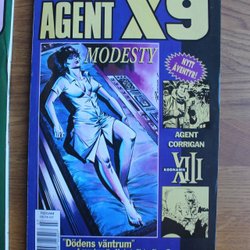 AGENT X9
MODESTY
NYTT
ÄVENTYR!
AGENT
CORRIGAN
XIII
"Dödens väntrum"